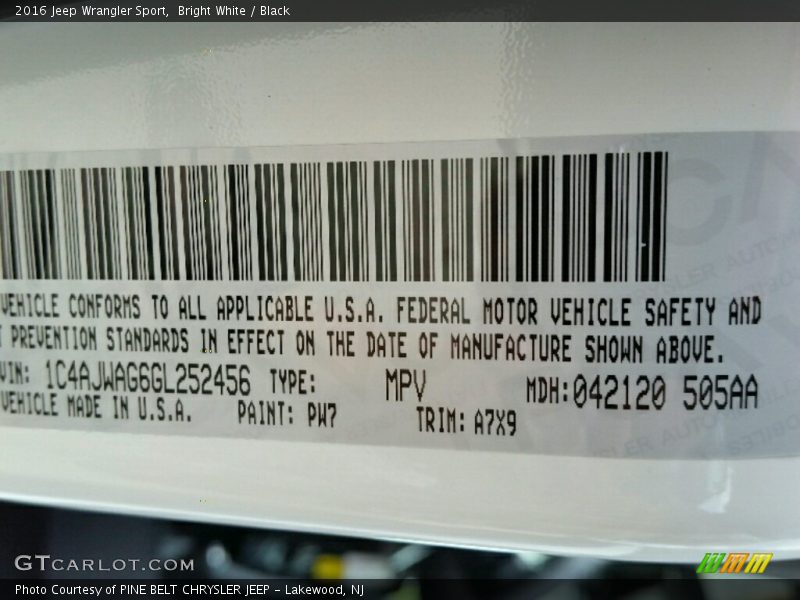 2016 Jeep Wrangler Sport,  Bright White / Black
VEHICLE CONFORMS TO ALL APPLICABLE U.S.A. FEDERAL MOTOR VEHICLE SAFETY AND
PREVENTION STANDARDS IN EFFECT ON THE DATE OF MANUFACTURE SHOWN ABOVE.
VIN: 1C4AJWAG6GL252456 TYPE: MPV MDH:042120 505AA
VEHICLE MADE IN U.S.A. PAINT: PW7 TRIM: A7X9
GTCARLOT.COM
Photo Courtesy of PINE BELT CHRYSLER JEEP – Lakewood, NJ